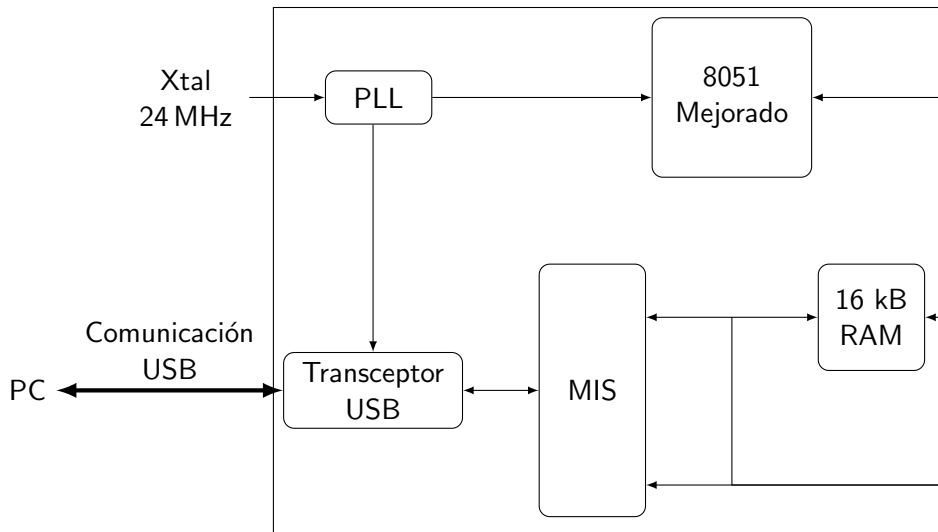 Xtal
24 MHz
PLL
8051
Mejorado
Comunicación
USB
PC
Transceptor
USB
MIS
16 kB
RAM